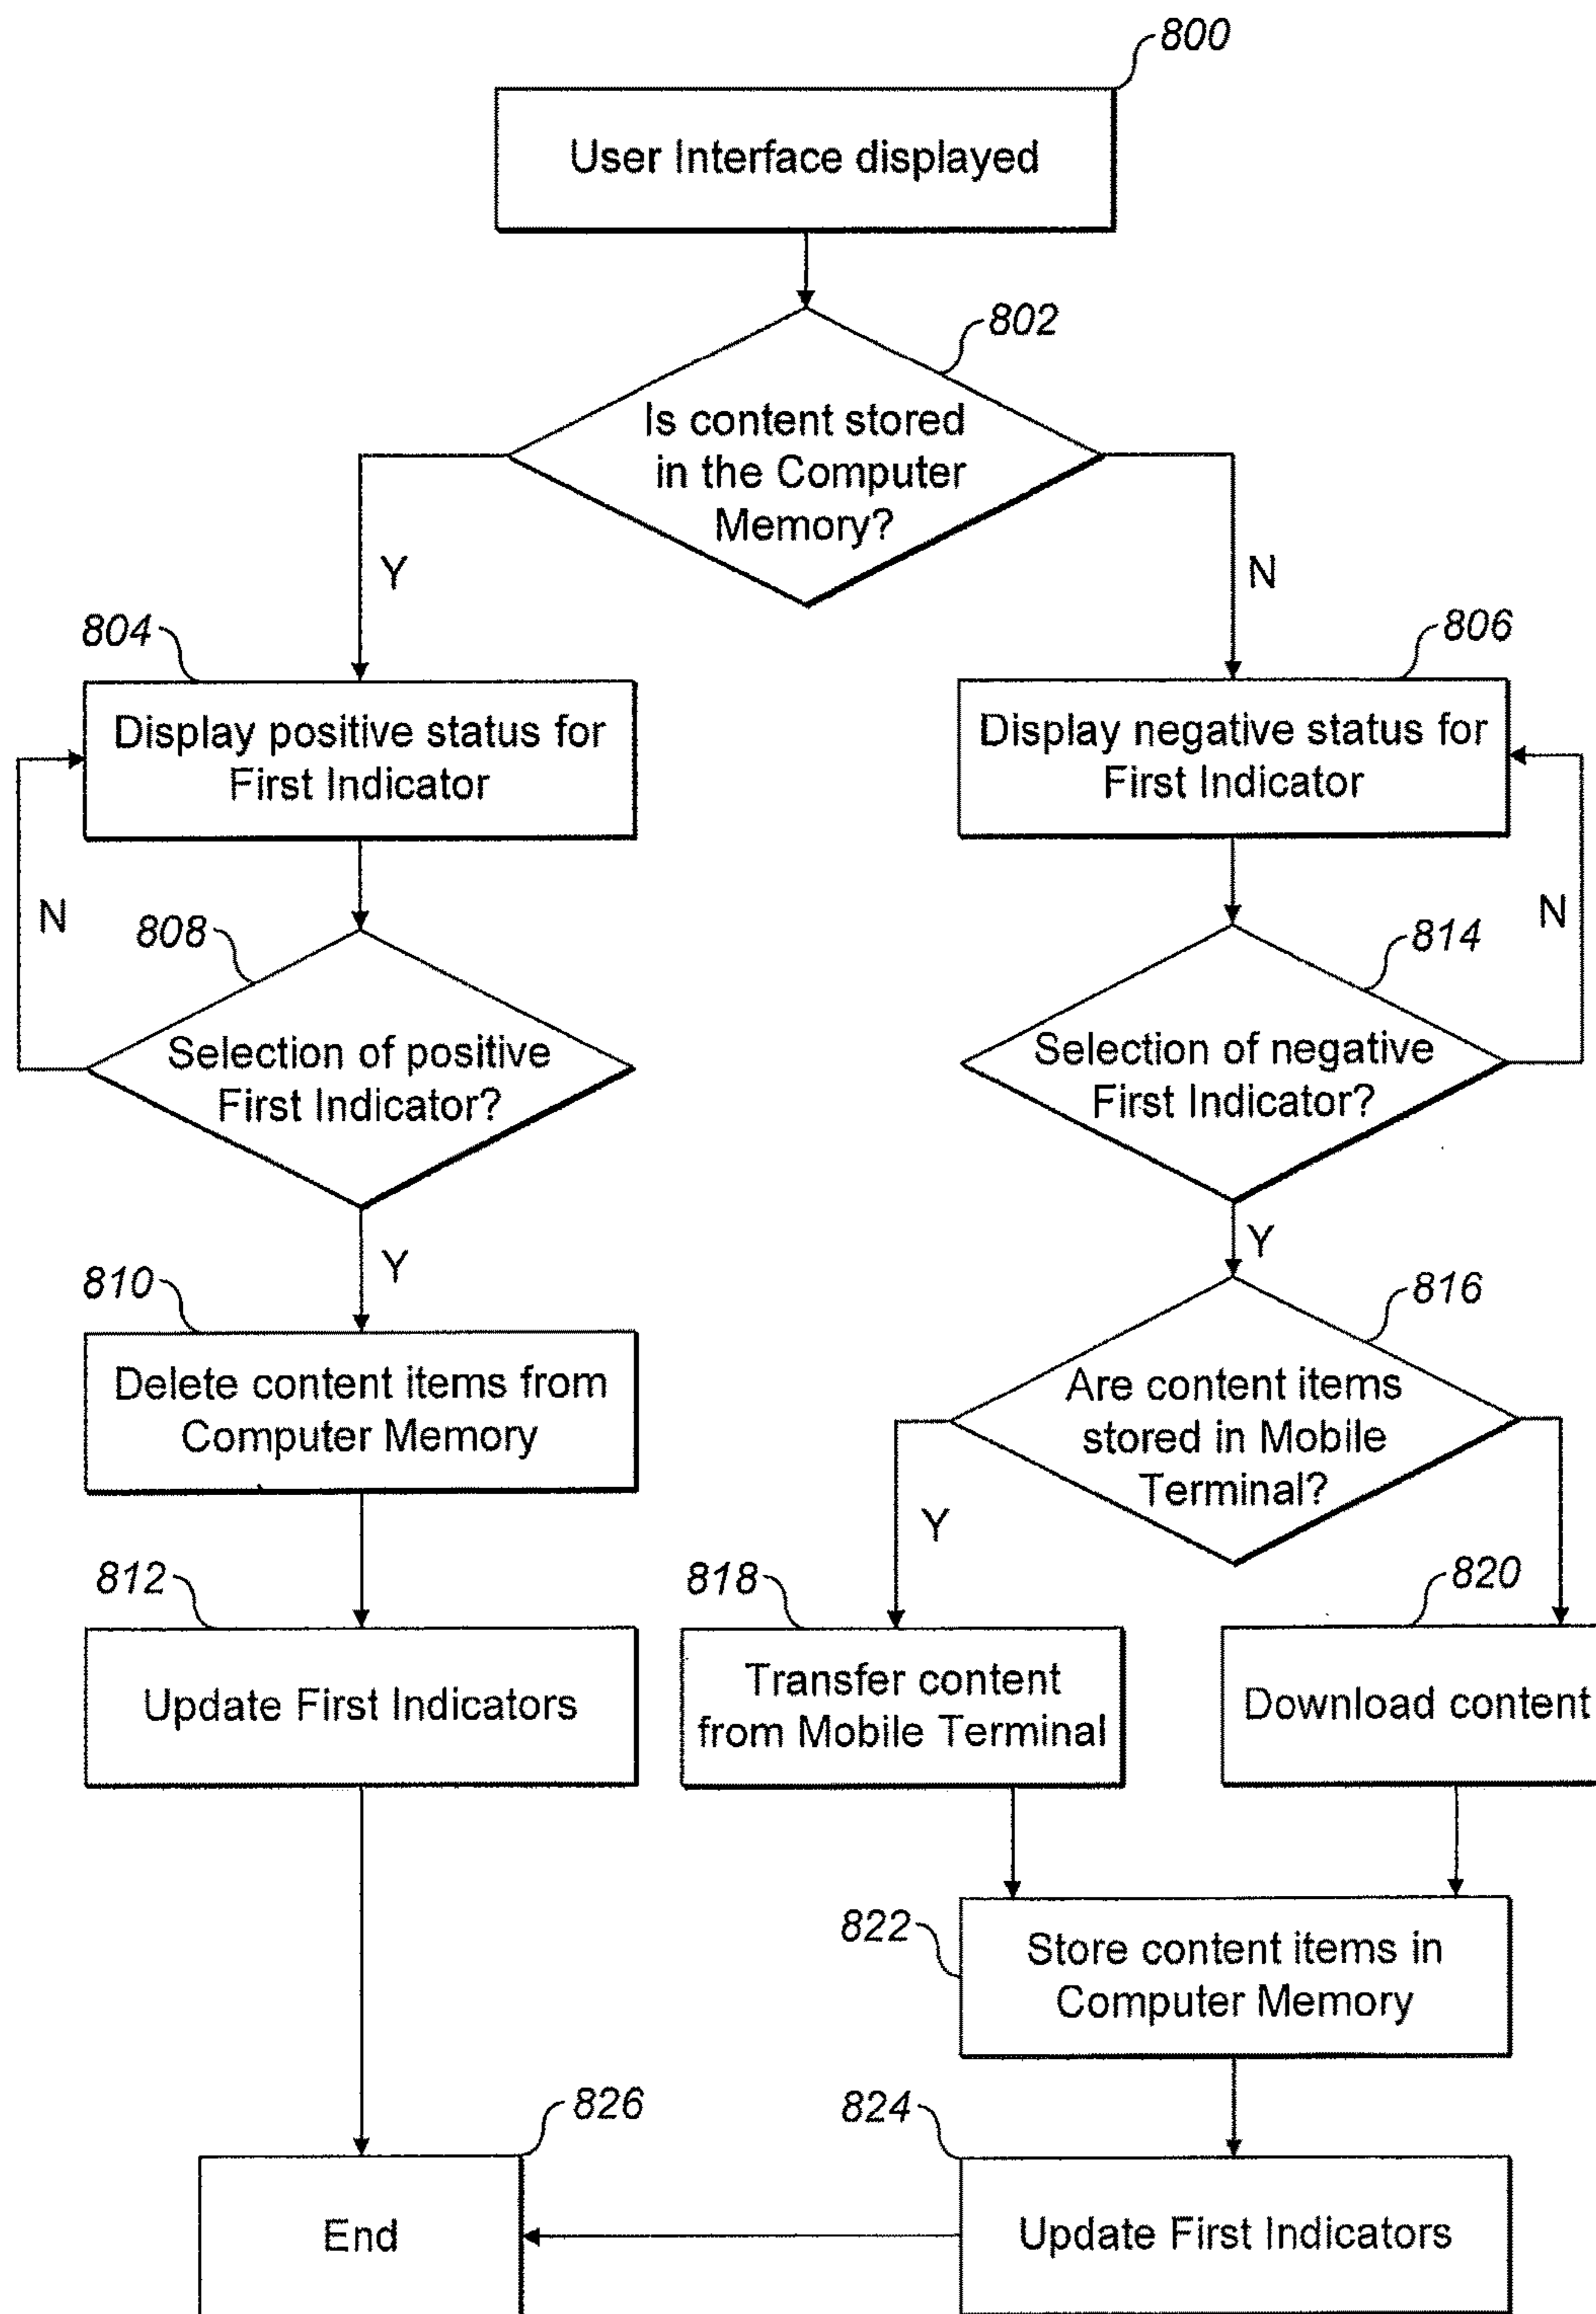 800
User Interface displayed
802
Is content stored
in the Computer
Memory?
Y
N
804
806
Display positive status for
First Indicator
Display negative status for
First Indicator
N
N
808
814
Selection of positive
First Indicator?
Selection of negative
First Indicator?
Y
Y
810
816
Delete content items from
Computer Memory
Are content items
stored in Mobile
Terminal?
Y
812
818
820
Update First Indicators
Transfer content
from Mobile Terminal
Download content
822
Store content items in
Computer Memory
826
824
End
Update First Indicators